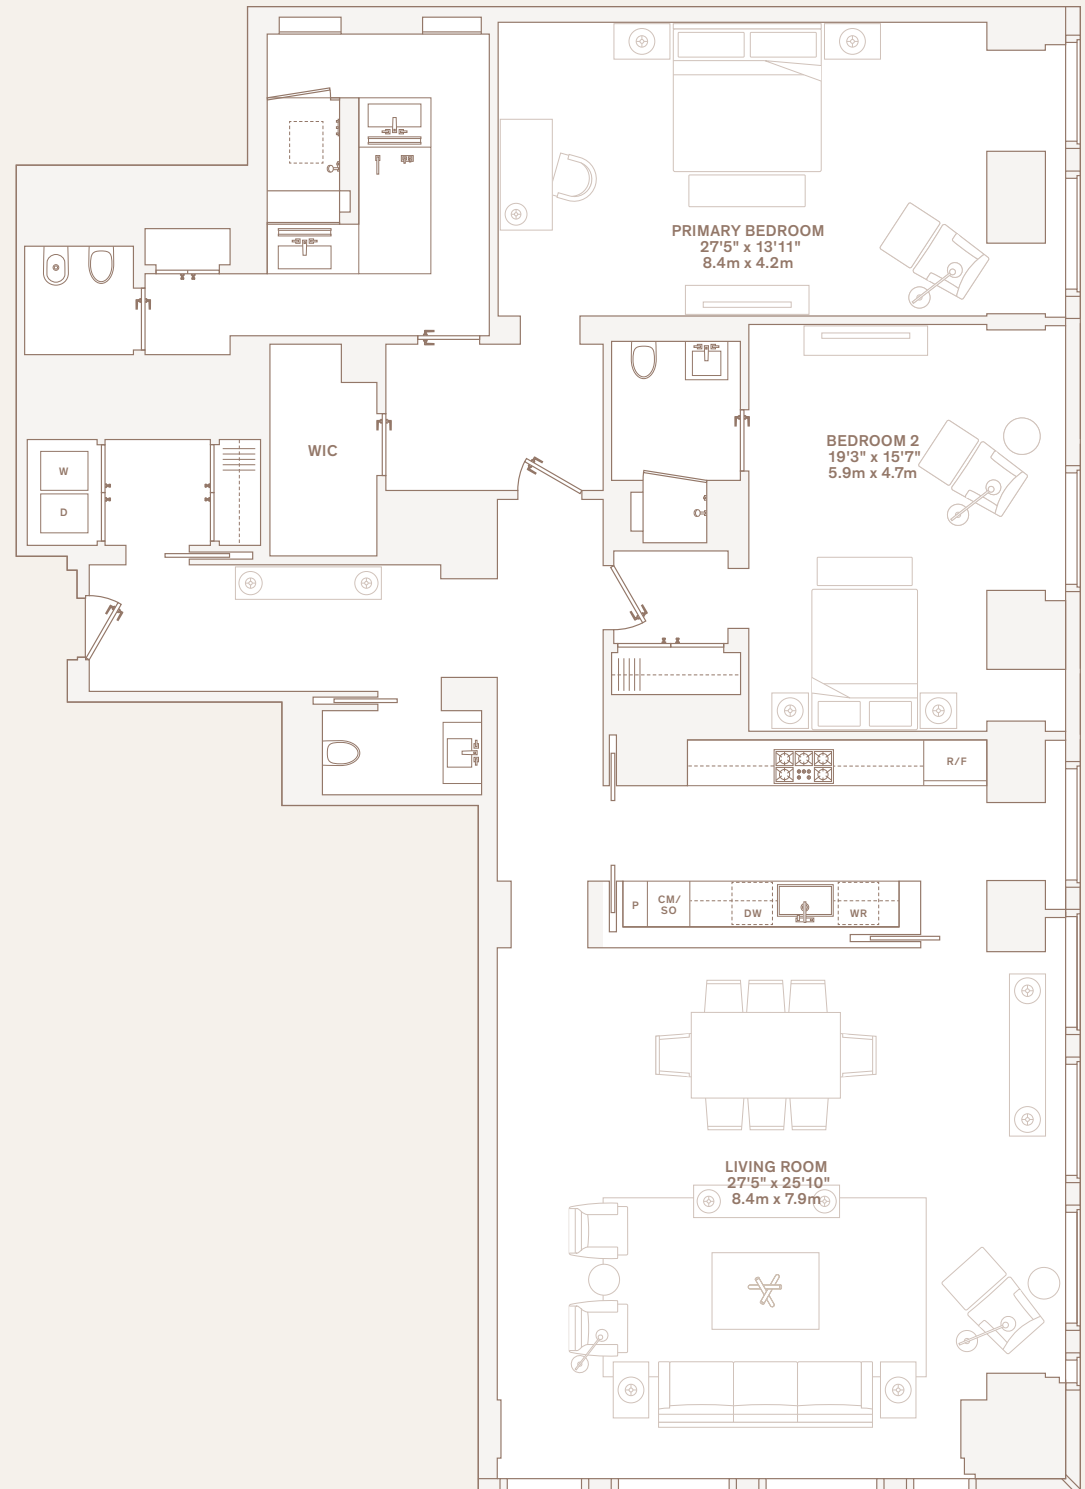 PRIMARY BEDROOM
27'5" x 13'11"
8.4m x 4.2m
BEDROOM 2
19'3" x 15'7"
5.9m x 4.7m
WIC
W
D
R/F
P
CM/
SO
DW
WR
LIVING ROOM
27'5" x 25'10"
8.4m x 7.9m